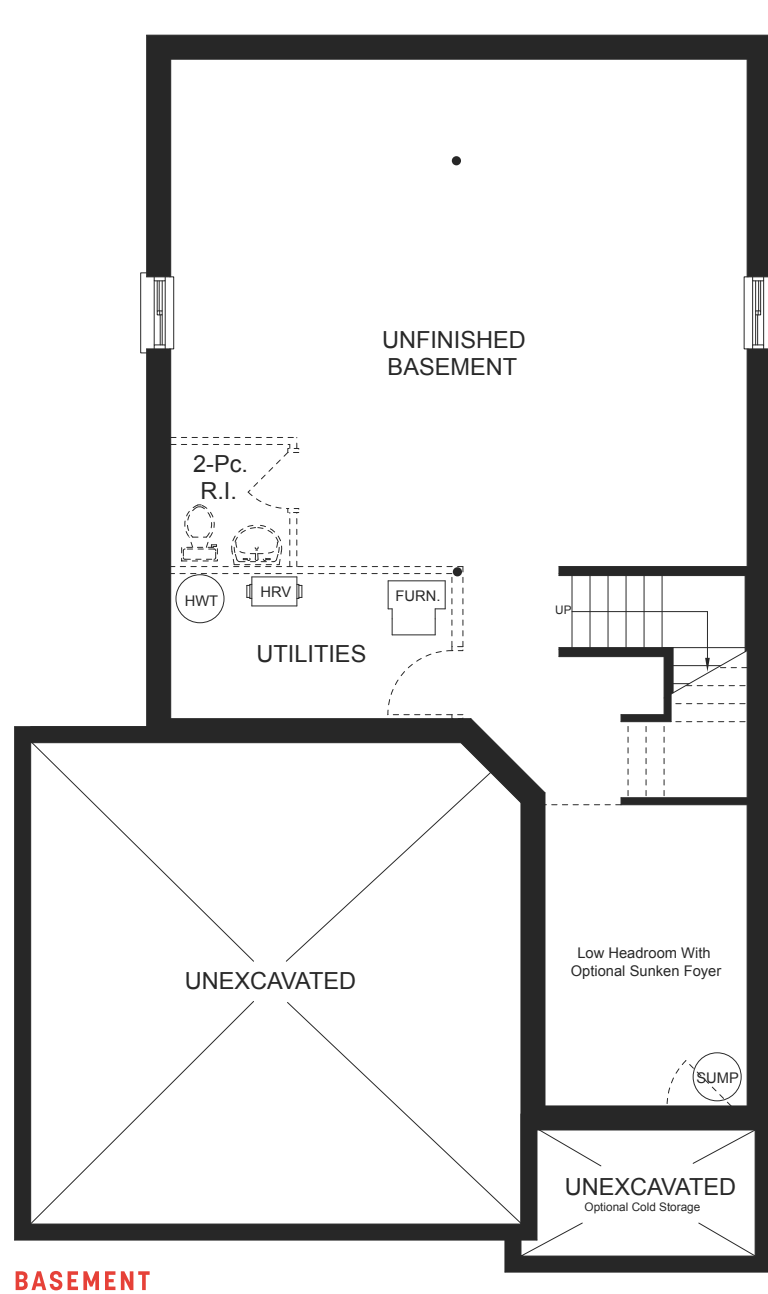 UNFINISHED
BASEMENT
2-Pc.
R.I.
HWT
HRV
FURN.
UP
UTILITIES
Low Headroom With
Optional Sunken Foyer
UNEXCAVATED
SUMP
UNEXCAVATED
Optional Cold Storage
BASEMENT